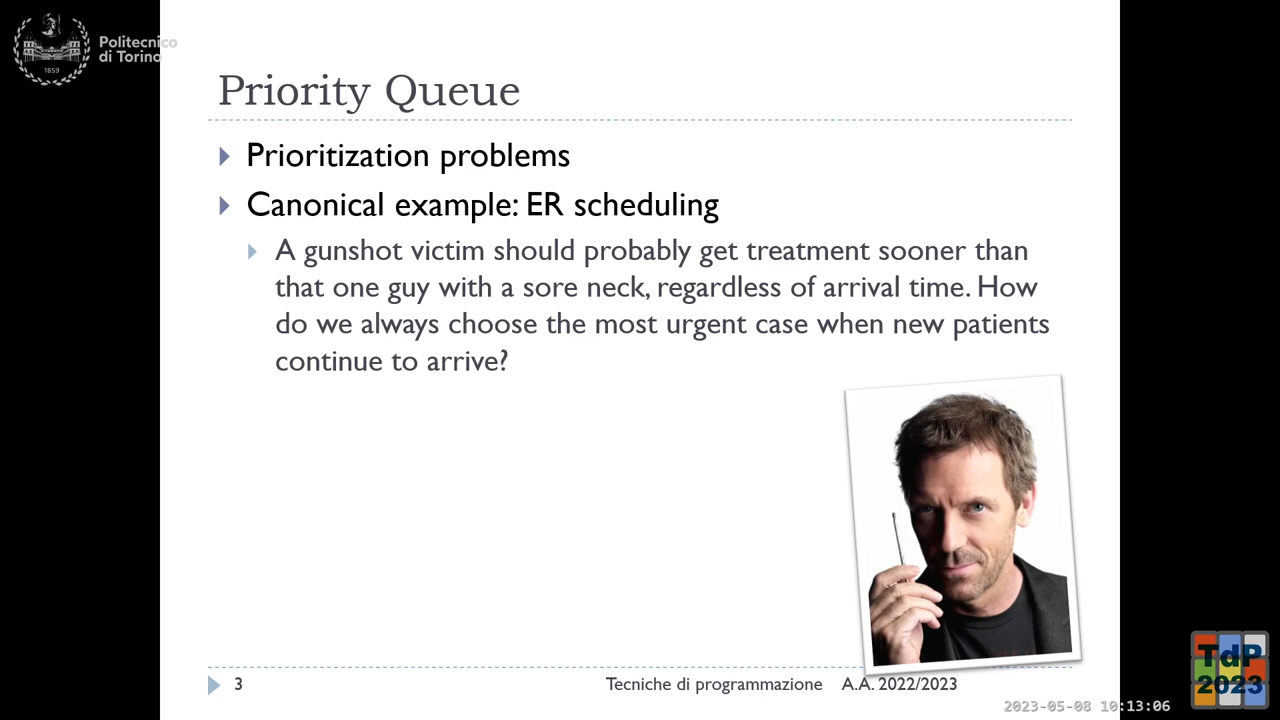 Politecnico
di Torino
1859
Priority Queue
Prioritization problems
Canonical example: ER scheduling
A gunshot victim should probably get treatment sooner than
that one guy with a sore neck, regardless of arrival time. How
do we always choose the most urgent case when new patients
continue to arrive?
3
Tecniche di programmazione A.A. 2022/2023
2023-05-08 10:13:06
TdP
2023